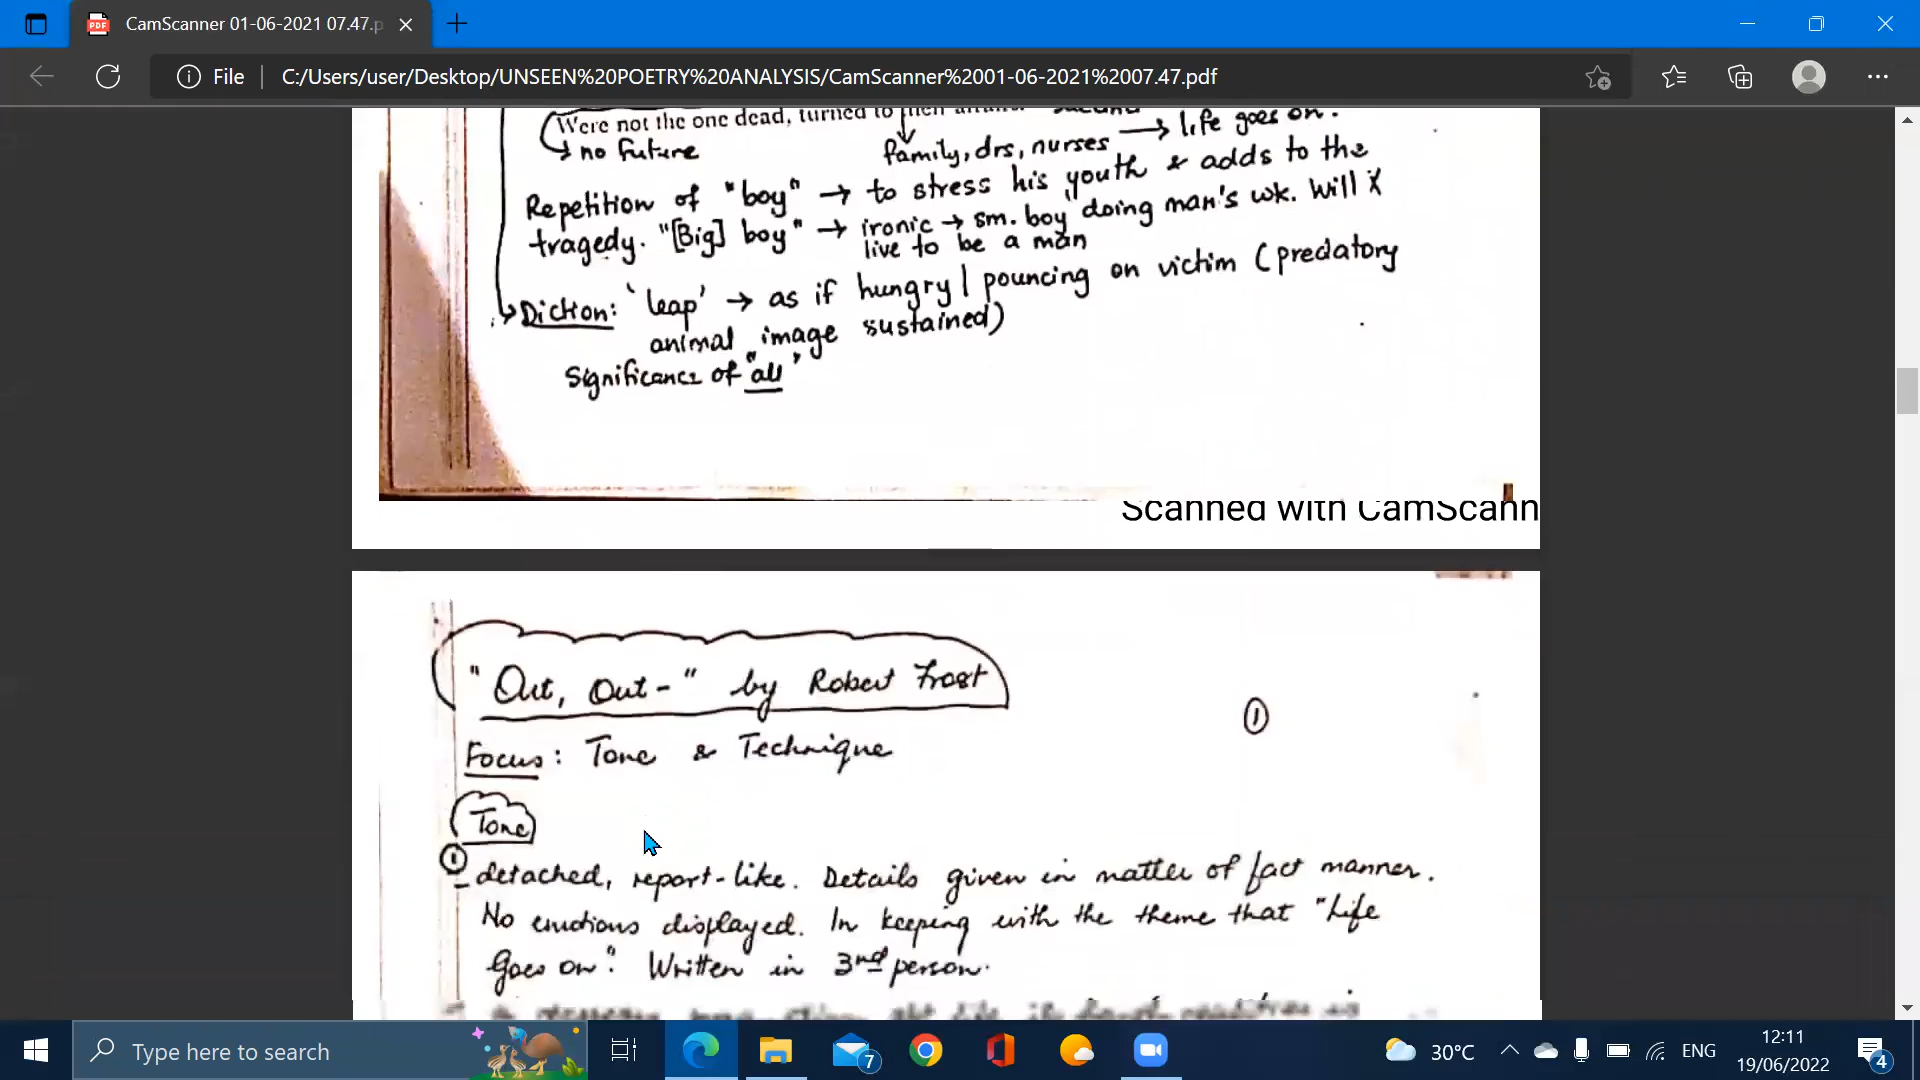 CamScanner 01-06-2021 07.47.p
File
C:/Users/user/Desktop/UNSEEN%20POETRY%20ANALYSIS/CamScanner%2001-06-2021%2007.47.pdf
Were not the one dead, turned to their affairs.
no future
family, drs, nurses → life goes on.
Repetition of "boy" → to stress his youth & adds to the
tragedy. "[Big] boy" → ironic → sm. boy "doing man's wk. Will X
live to be a man
Diction: 'leap' → as if hungry / pouncing on victim (predatory
animal image sustained)
Significance of "all"
Scanned with CamScann
"Out, Out-" by Robert Frost
1
Focus: Tone & Technique
Tone
1
- detached, report-like. Details given in matter of fact manner.
No emotions displayed. In keeping with the theme that "Life
Goes on". Written in 3rd person.
Type here to search
7
30°C
ENG
12:11
19/06/2022
4